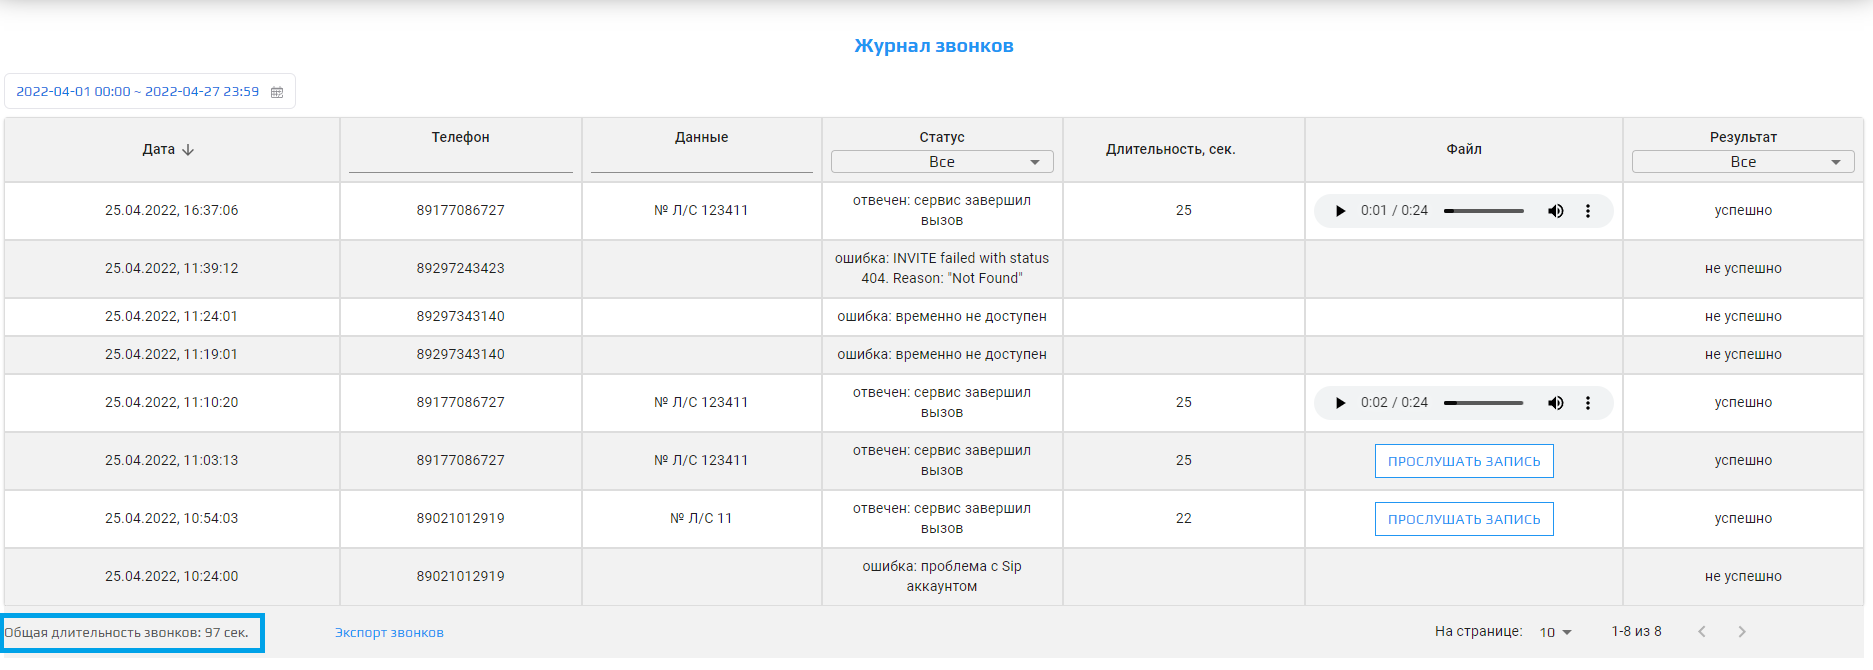 Журнал звонков
2022-04-01 00:00 ~ 2022-04-27 23:59
Дата Телефон Данные Статус Длительность, сек. Файл Результат
Все Все
25.04.2022, 16:37:06 89177086727 № Л/С 123411 отвечен: сервис завершил 25 0:01 / 0:24 успешно
вызов
25.04.2022, 11:39:12 89297243423 ошибка: INVITE failed with status не успешно
404. Reason: "Not Found"
25.04.2022, 11:24:01 89297343140 ошибка: временно не доступен не успешно
25.04.2022, 11:19:01 89297343140 ошибка: временно не доступен не успешно
25.04.2022, 11:10:20 89177086727 № Л/С 123411 отвечен: сервис завершил 25 0:02 / 0:24 успешно
вызов
25.04.2022, 11:03:13 89177086727 № Л/С 123411 отвечен: сервис завершил 25 ПРОСЛУШАТЬ ЗАПИСЬ успешно
вызов
25.04.2022, 10:54:03 89021012919 № Л/С 11 отвечен: сервис завершил 22 ПРОСЛУШАТЬ ЗАПИСЬ успешно
вызов
25.04.2022, 10:24:00 89021012919 ошибка: проблема с Sip не успешно
аккаунтом
Общая длительность звонков: 97 сек. Экспорт звонков На странице: 10 1-8 из 8